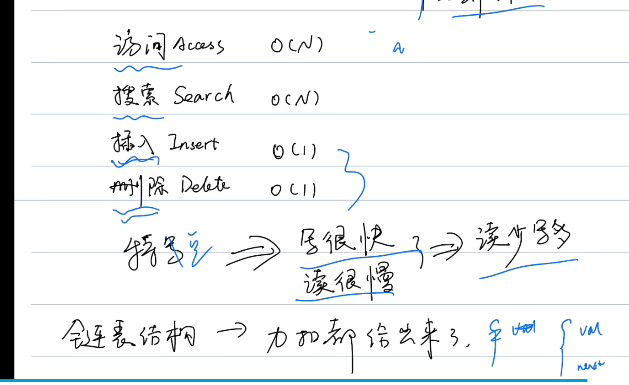 访问 Access O(N)
搜索 Search O(N)
插入 Insert O(1)
删除 Delete O(1)
特点 ⇒ 写很快 ⇒ 读少写多
读很慢
链表结构 → 力扣都给出来了. val { val
next